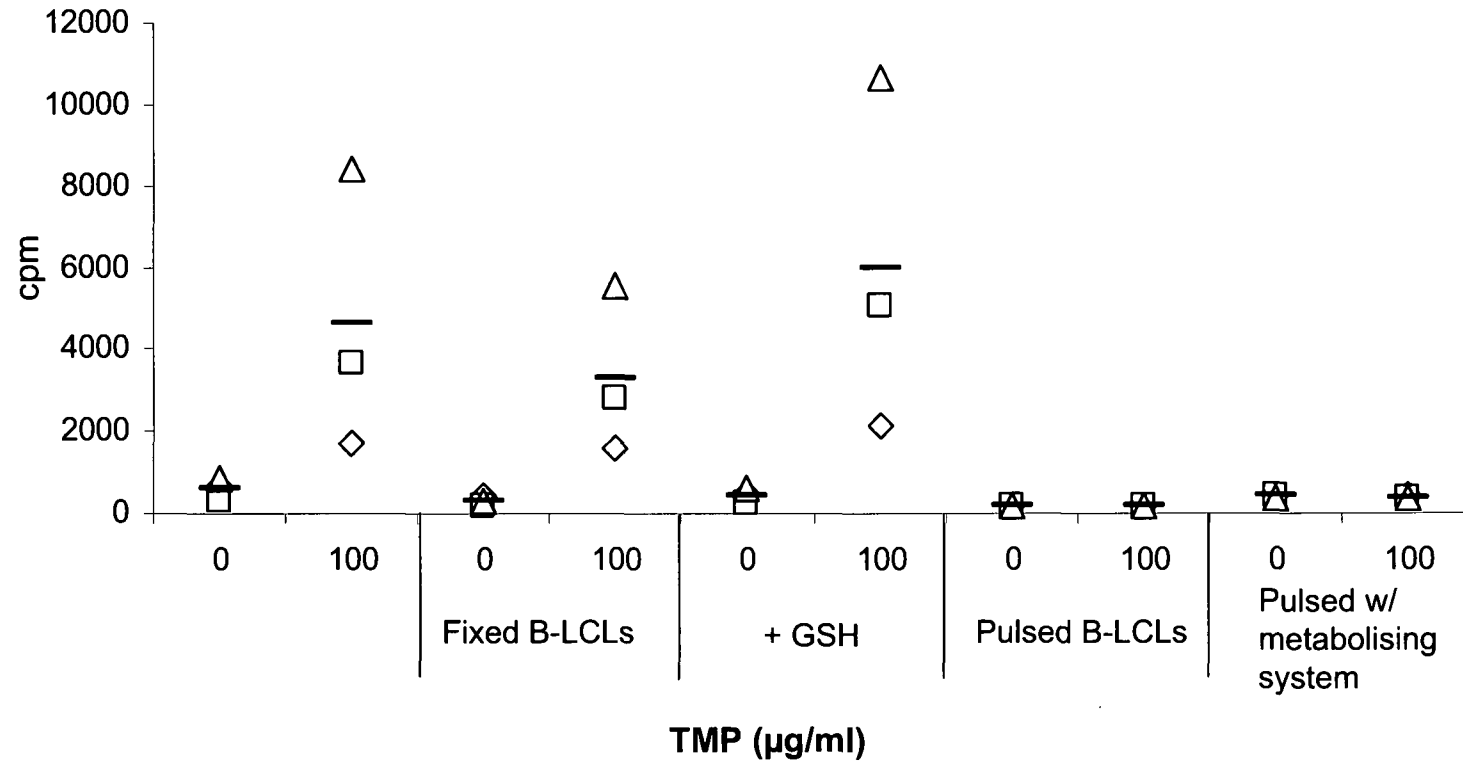 12000
10000
8000
6000
4000
2000
0
cpm
0 100 0 100 0 100 0 100 0 100
Fixed B-LCLs
+ GSH
Pulsed B-LCLs
Pulsed w/
metabolising
system
TMP (µg/ml)